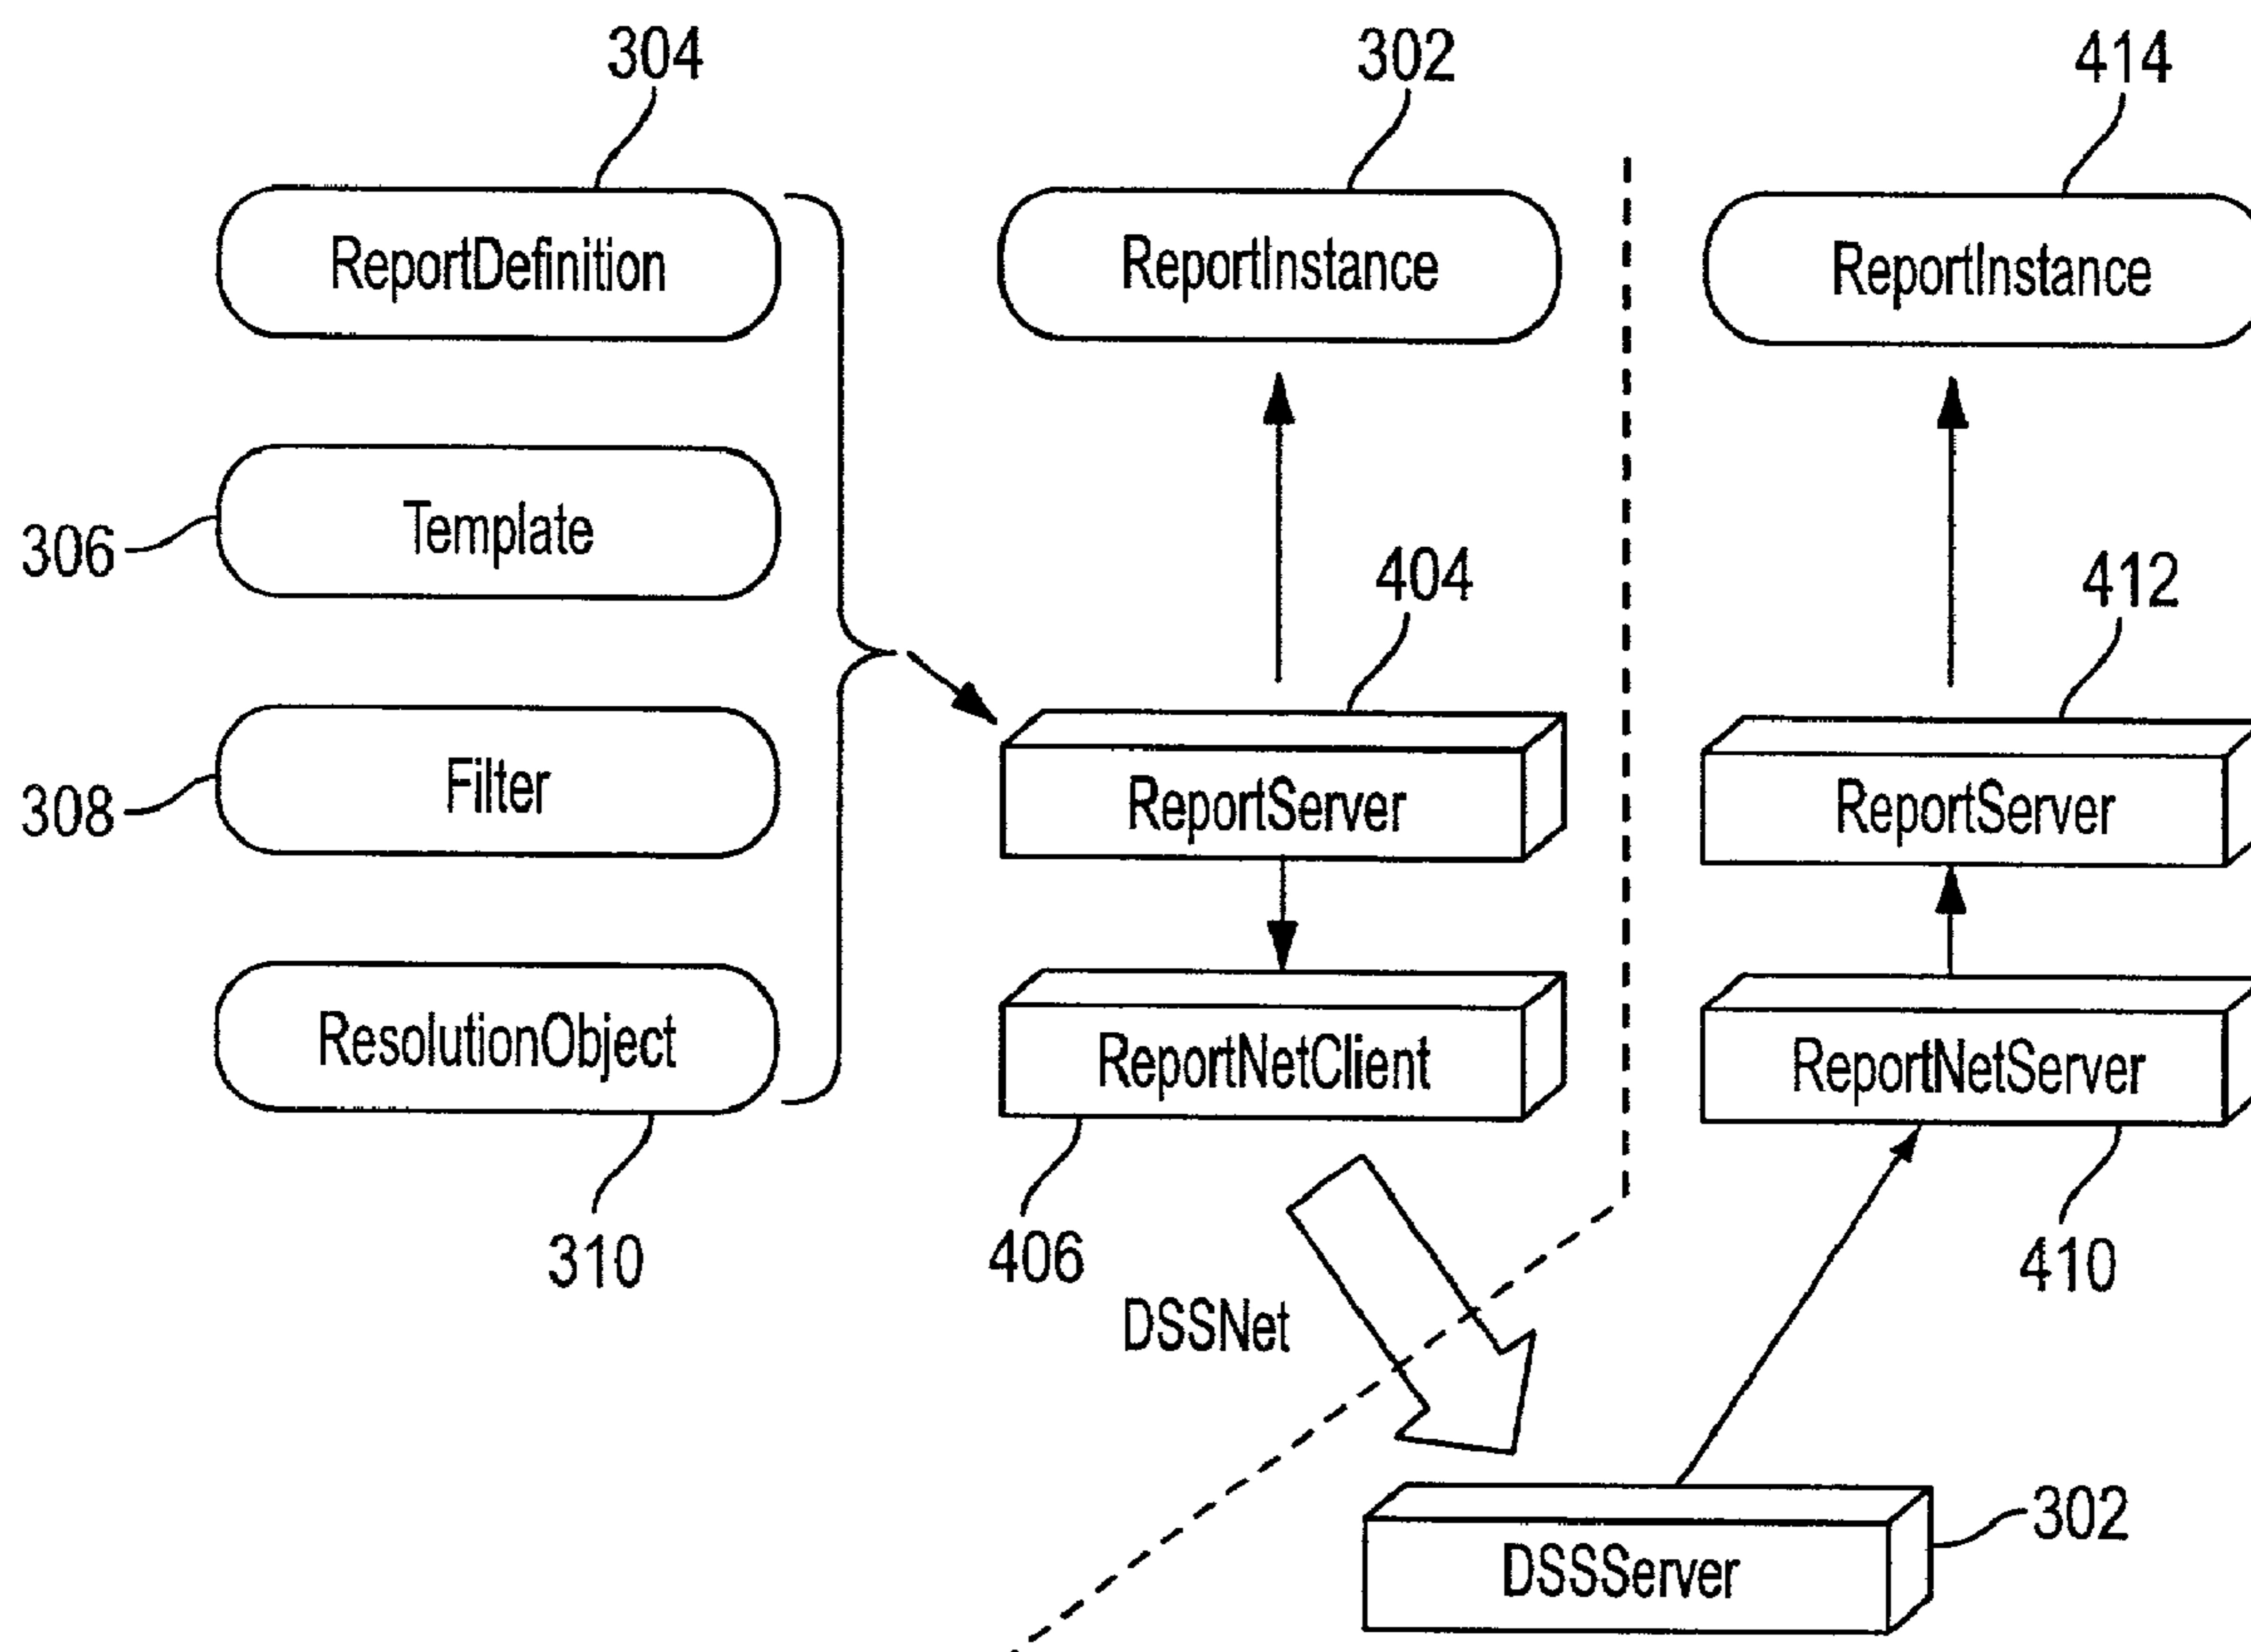 304
302
414
ReportDefinition
ReportInstance
ReportInstance
306
Template
404
412
308
Filter
ReportServer
ReportServer
ResolutionObject
ReportNetClient
ReportNetServer
310
406
410
DSSNet
302
DSSServer